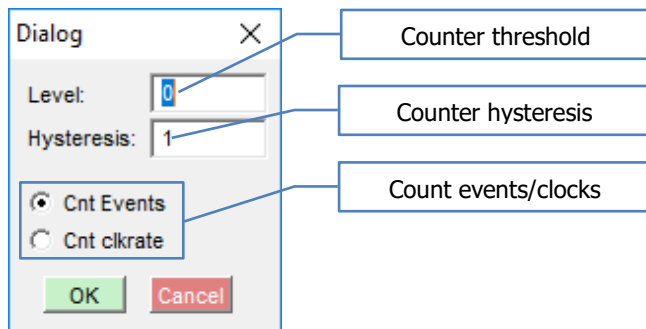 Dialog
Counter threshold
Level: 0
Counter hysteresis
Hysteresis: 1
Count events/clocks
Cnt Events
Cnt clkrate
OK Cancel